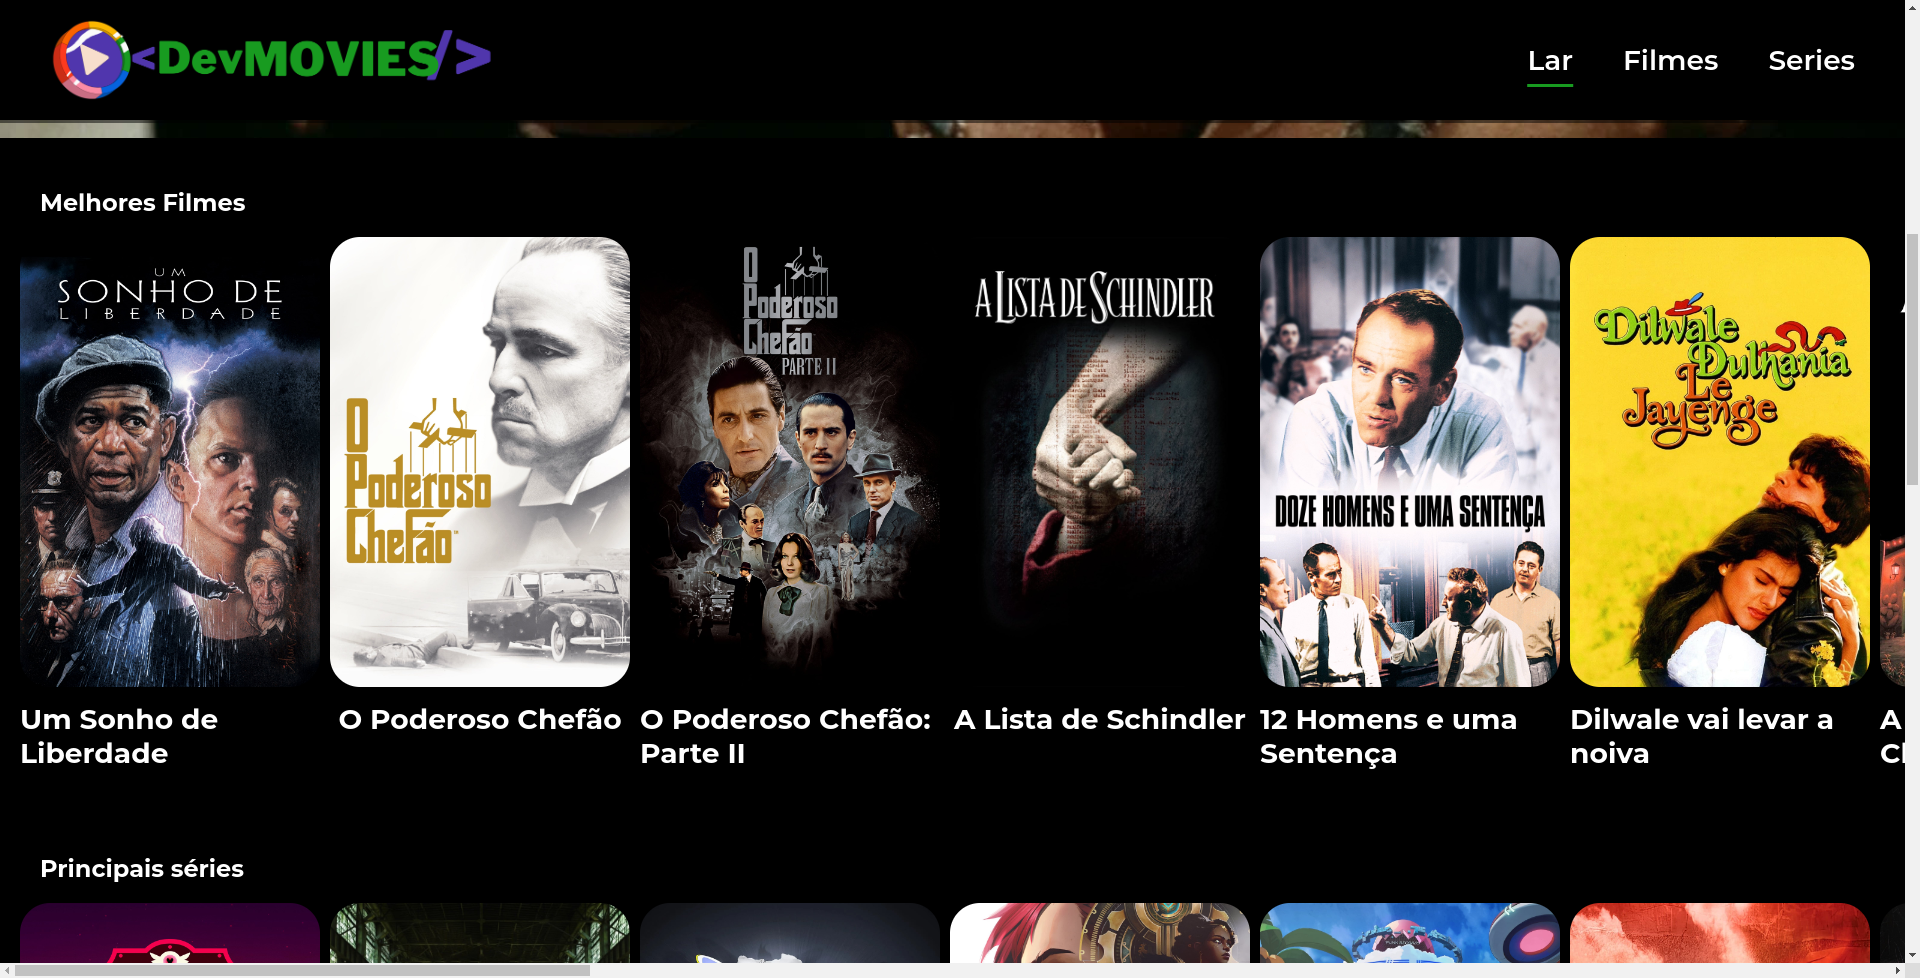 <DevMOVIES/>
Lar
Filmes
Series
Melhores Filmes
UM
SONHO DE
LIBERDADE
O
Poderoso
Chefão
O
Poderoso
Chefão
PARTE II
A LISTA DE SCHINDLER
DOZE HOMENS E UMA SENTENÇA
Dilwale
Dulhania
Le
Jayenge
Um Sonho de
Liberdade
O Poderoso Chefão
O Poderoso Chefão:
Parte II
A Lista de Schindler
12 Homens e uma
Sentença
Dilwale vai levar a
noiva
A
Principais séries